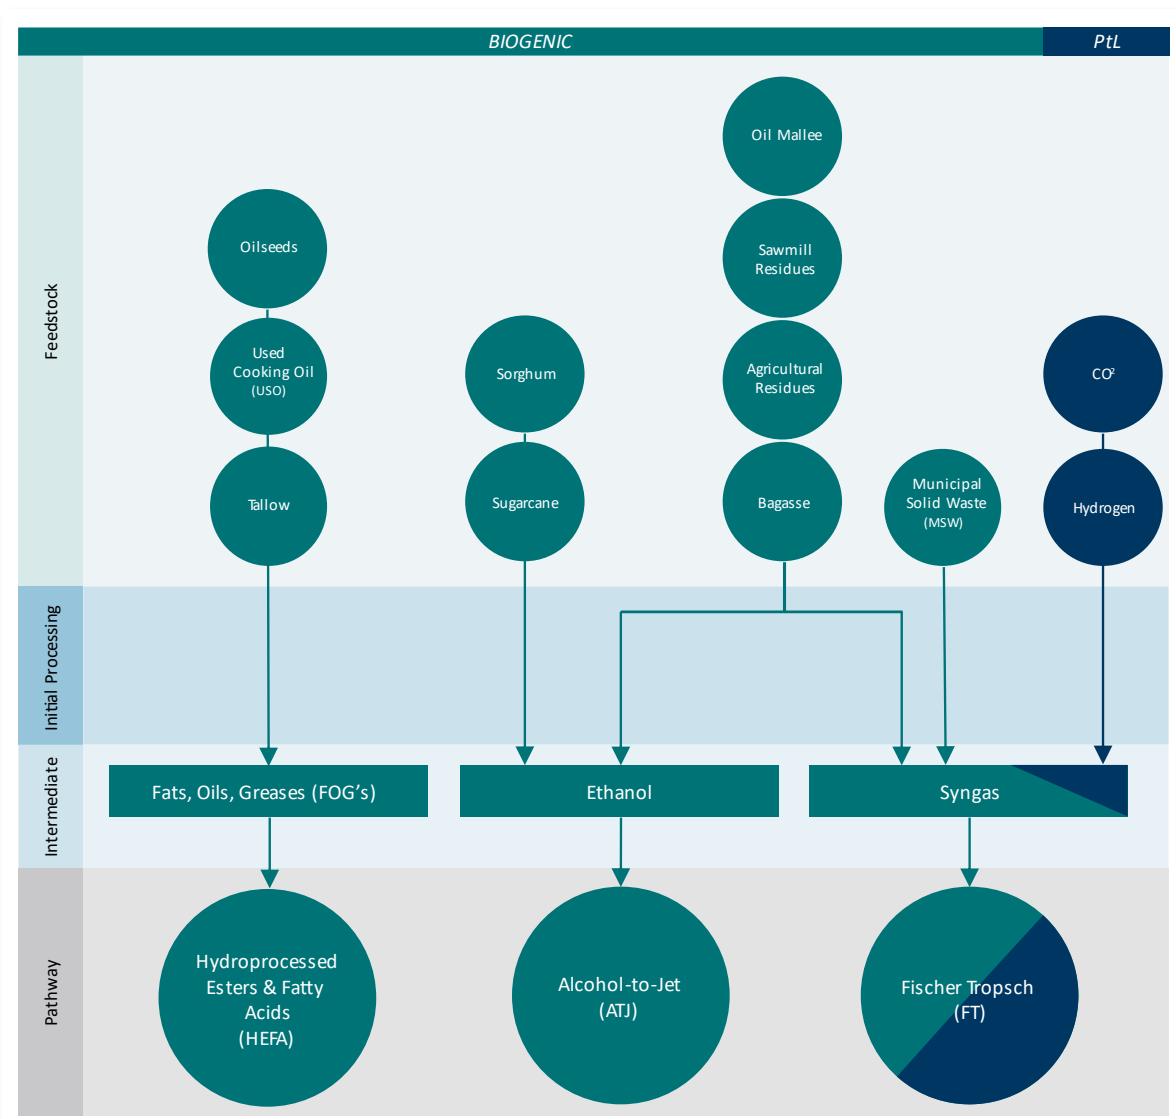 BIOGENIC
PtL
Feedstock
Oil Mallee
Oilseeds
Sawmill
Residues
Used
Cooking Oil
(USO)
Sorghum
Agricultural
Residues
CO²
Tallow
Sugarcane
Bagasse
Municipal
Solid Waste
(MSW)
Hydrogen
Initial Processing
Intermediate
Fats, Oils, Greases (FOG's)
Ethanol
Syngas
Pathway
Hydroprocessed
Esters & Fatty
Acids
(HEFA)
Alcohol-to-Jet
(ATJ)
Fischer Tropsch
(FT)